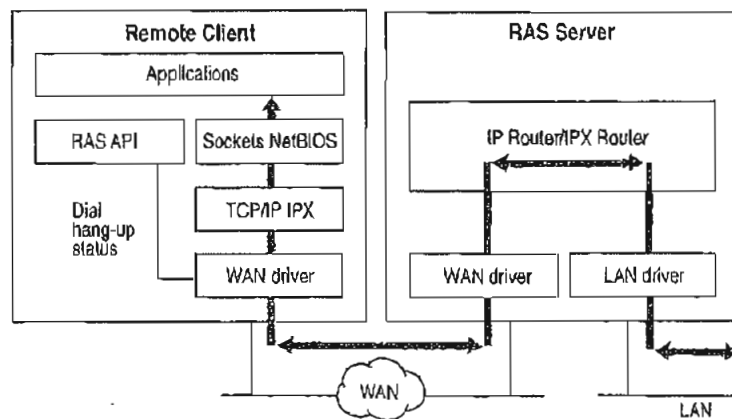 Remote Client
Applications
RAS API
Sockets NetBIOS
TCP/IP IPX
Dial
hang-up
status
WAN driver
RAS Server
IP Router/IPX Router
WAN driver
LAN driver
WAN
LAN